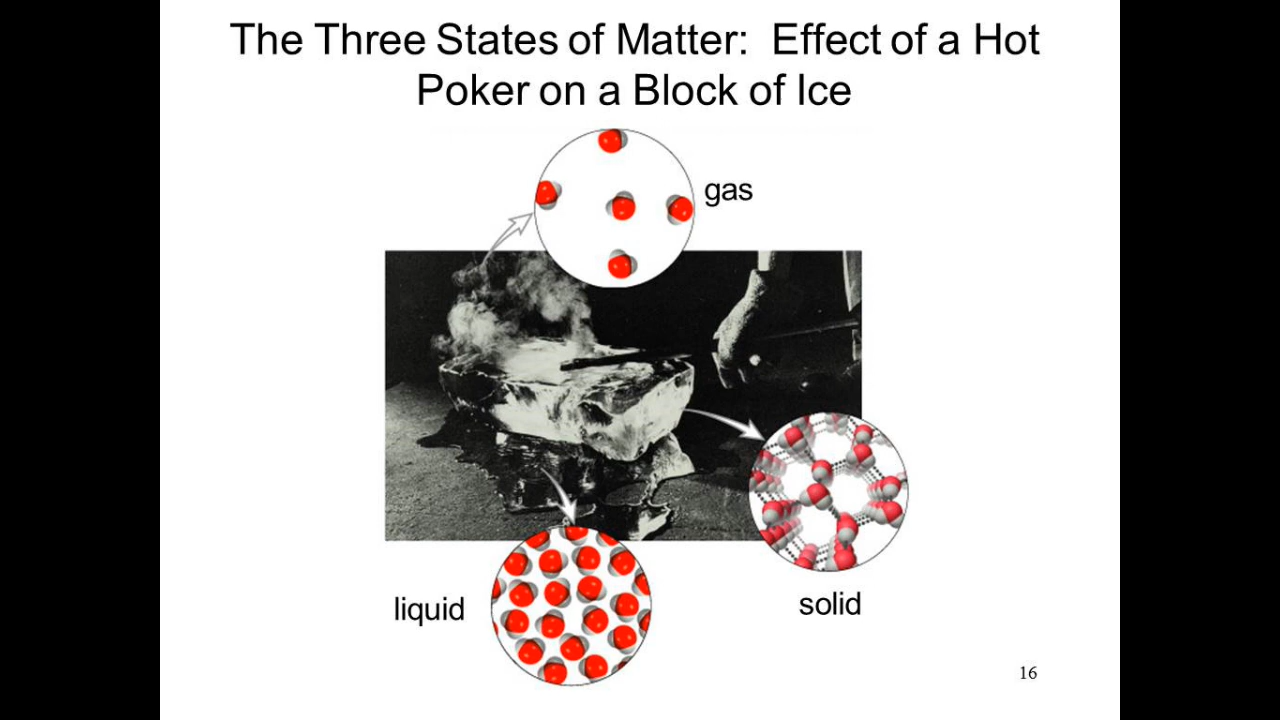 The Three States of Matter: Effect of a Hot
Poker on a Block of Ice
gas
liquid
solid
16